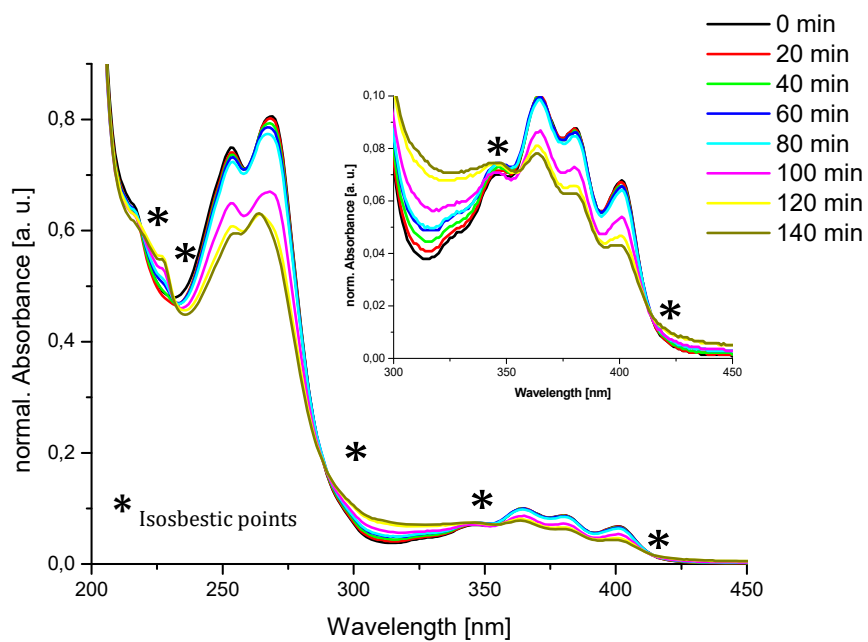 0 min
20 min
40 min
60 min
80 min
100 min
120 min
140 min
normal. Absorbance [a. u.]
0,8
0,6
0,4
0,2
0,0
200 250 300 350 400 450
Wavelength [nm]
* Isosbestic points
*
*
*
*
*
norm. Absorbance [a. u.]
0,10
0,08
0,06
0,04
0,02
0,00
300 350 400 450
Wavelength [nm]
*
*